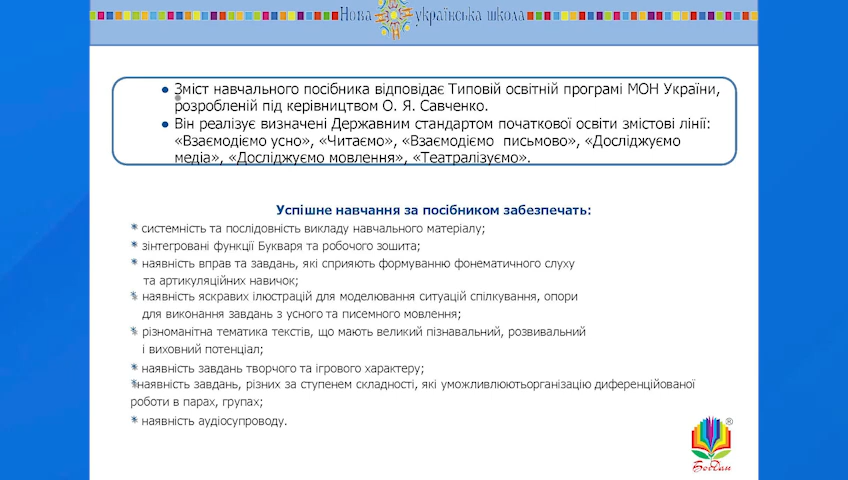 Нова українська школа
● Зміст навчального посібника відповідає Типовій освітній програмі МОН України,
розробленій під керівництвом О. Я. Савченко.
● Він реалізує визначені Державним стандартом початкової освіти змістові лінії:
«Взаємодіємо усно», «Читаємо», «Взаємодіємо письмово», «Досліджуємо
медіа», «Досліджуємо мовлення», «Театралізуємо».
Успішне навчання за посібником забезпечать:
* системність та послідовність викладу навчального матеріалу;
* зінтегровані функції Букваря та робочого зошита;
* наявність вправ та завдань, які сприяють формуванню фонематичного слуху
та артикуляційних навичок;
* наявність яскравих ілюстрацій для моделювання ситуацій спілкування, опори
для виконання завдань з усного та писемного мовлення;
* різноманітна тематика текстів, що мають великий пізнавальний, розвивальний
і виховний потенціал;
* наявність завдань творчого та ігрового характеру;
*наявність завдань, різних за ступенем складності, які уможливлюютьорганізацію диференційованої
роботи в парах, групах;
* наявність аудіосупроводу.
®
Богдан